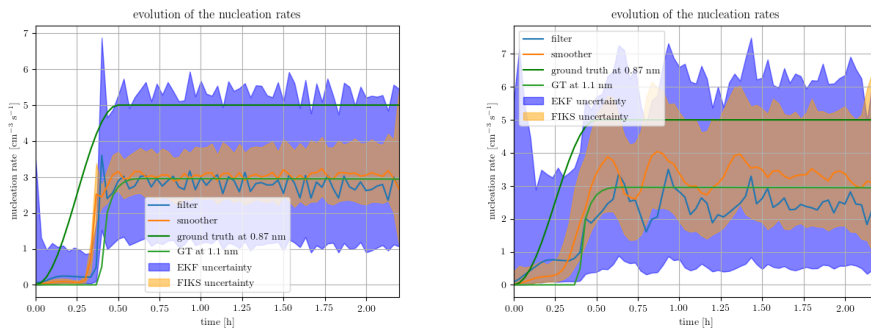 evolution of the nucleation rates
7
6
5
4
3
2
1
0
nucleation rate [cm⁻³ s⁻¹]
filter
smoother
ground truth at 0.87 nm
GT at 1.1 nm
EKF uncertainty
FIKS uncertainty
0.00 0.25 0.50 0.75 1.00 1.25 1.50 1.75 2.00
time [h]
evolution of the nucleation rates
7
6
5
4
3
2
1
0
nucleation rate [cm⁻³ s⁻¹]
filter
smoother
ground truth at 0.87 nm
GT at 1.1 nm
EKF uncertainty
FIKS uncertainty
0.00 0.25 0.50 0.75 1.00 1.25 1.50 1.75 2.00
time [h]